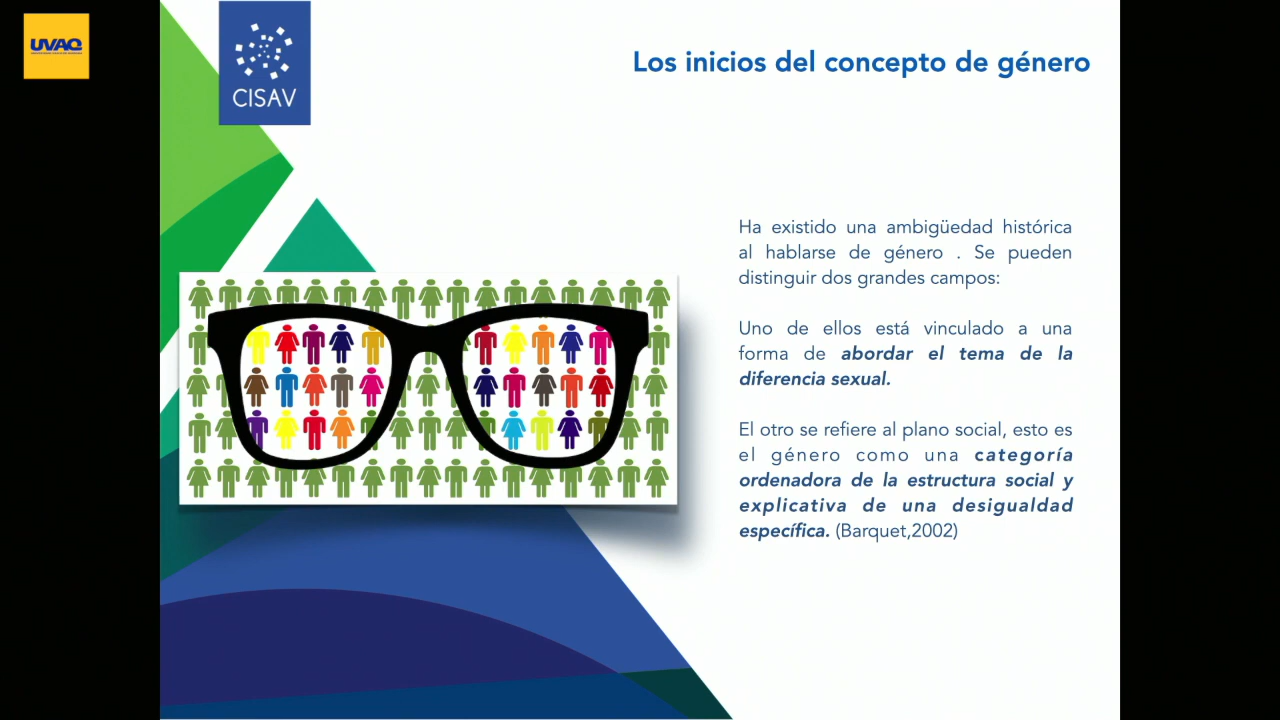 UVAQ
CISAV
Los inicios del concepto de género
Ha existido una ambigüedad histórica
al hablarse de género . Se pueden
distinguir dos grandes campos:
Uno de ellos está vinculado a una
forma de abordar el tema de la
diferencia sexual.
El otro se refiere al plano social, esto es
el género como una categoría
ordenadora de la estructura social y
explicativa de una desigualdad
específica. (Barquet,2002)